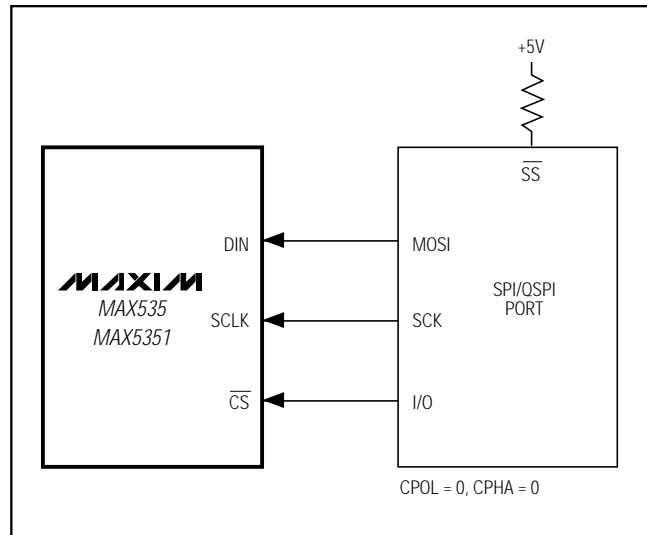 +5V
SS
DIN
MOSI
MAXIM
MAX535
MAX5351
SPI/QSPI
PORT
SCLK
SCK
CS
I/O
CPOL = 0, CPHA = 0